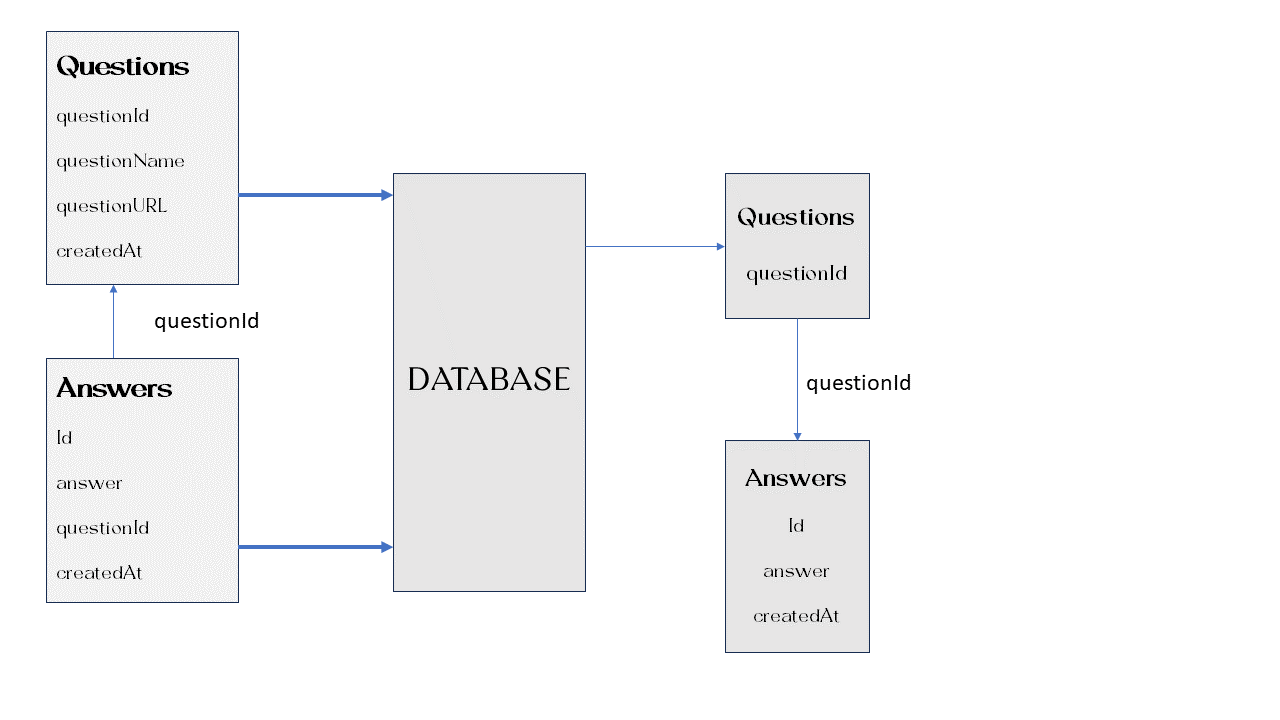 Questions
questionId
questionName
questionURL
createdAt
questionId
Answers
Id
answer
questionId
createdAt
DATABASE
Questions
questionId
questionId
Answers
Id
answer
createdAt